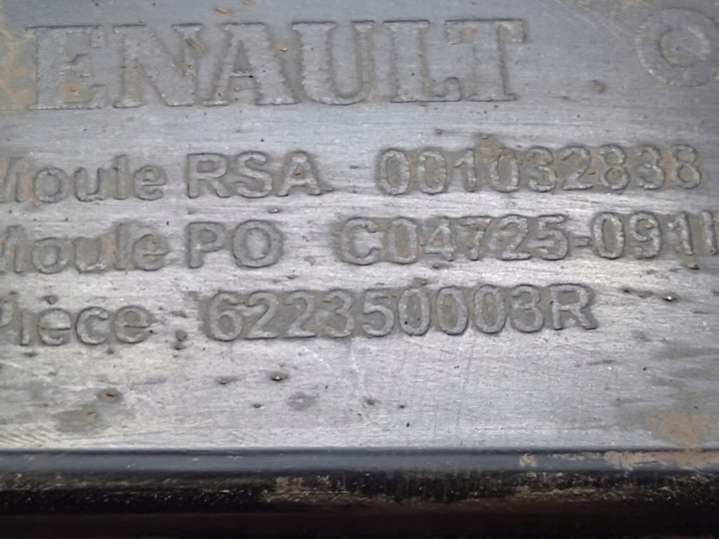 RENAULT ©
Moule RSA 001032838
Moule PO C04725-091
Pièce : 622350003R